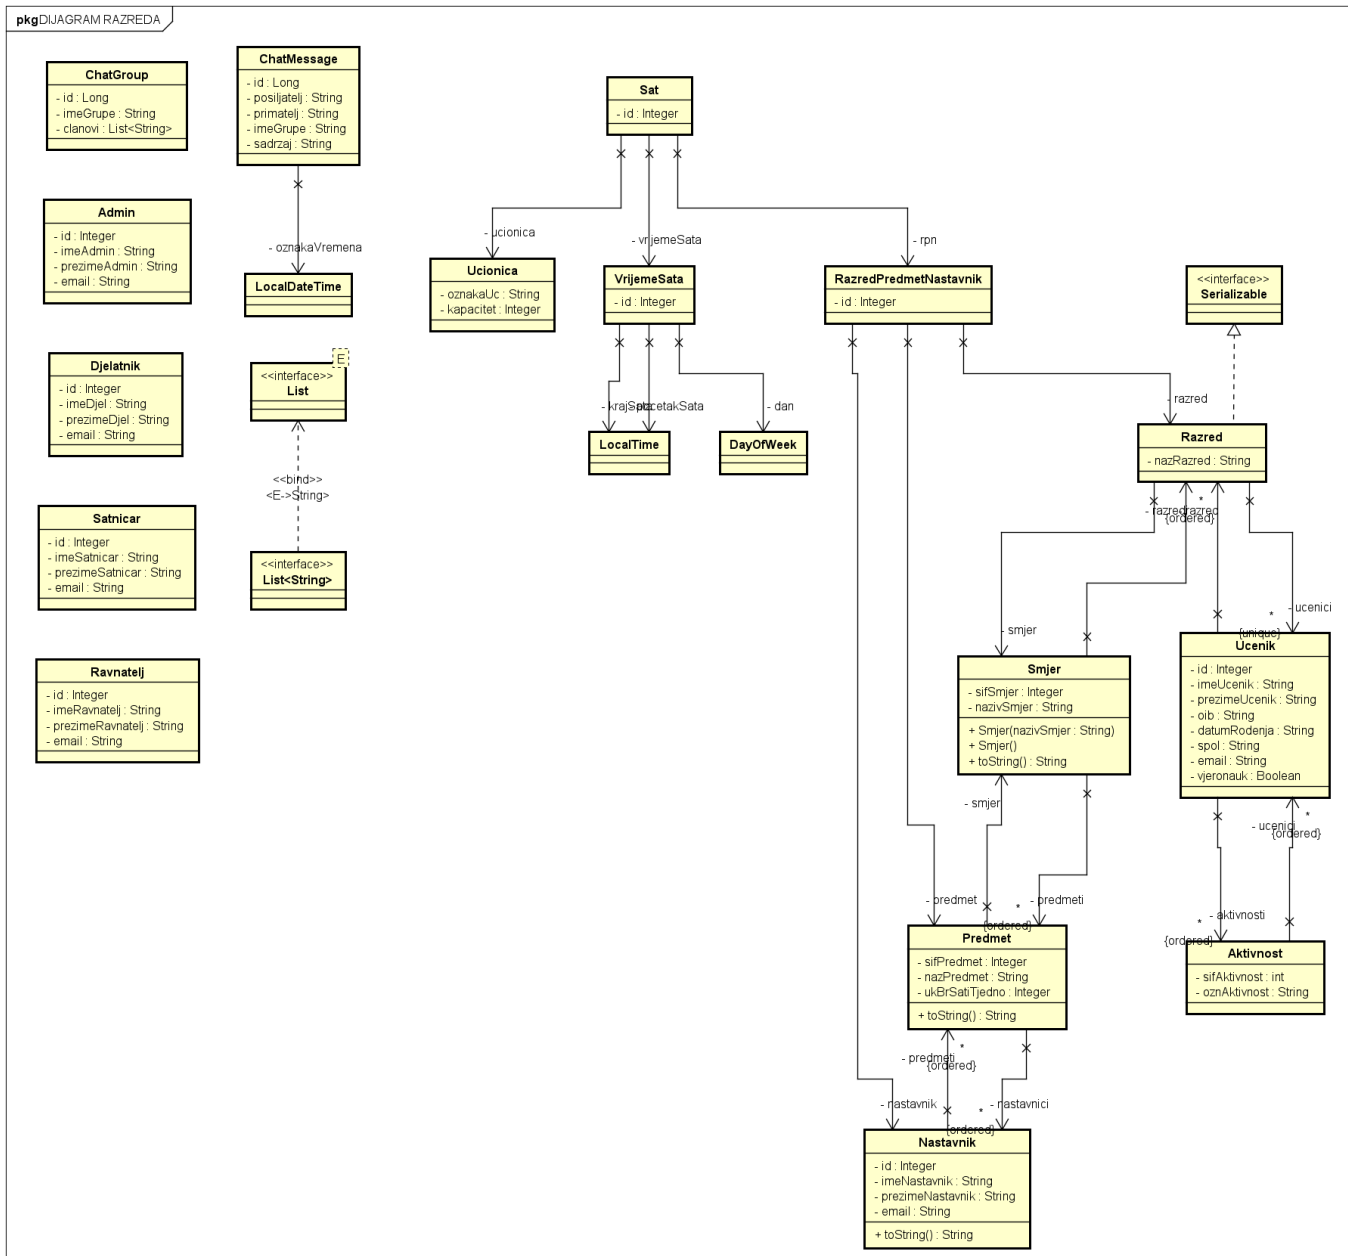 pkg DIJAGRAM RAZREDA
ChatGroup
- id : Long
- imeGrupe : String
- clanovi : List<String>
ChatMessage
- id : Long
- posiljatelj : String
- primatelj : String
- imeGrupe : String
- sadrzaj : String
- oznakaVremena
LocalDateTime
Admin
- id : Integer
- imeAdmin : String
- prezimeAdmin : String
- email : String
Djelatnik
- id : Integer
- imeDjel : String
- prezimeDjel : String
- email : String
E
<<interface>>
List
<<bind>>
<E->String>
<<interface>>
List<String>
Satnicar
- id : Integer
- imeSatnicar : String
- prezimeSatnicar : String
- email : String
Ravnatelj
- id : Integer
- imeRavnatelj : String
- prezimeRavnatelj : String
- email : String
Sat
- id : Integer
- ucionica
- vrijemeSata
- rpn
Ucionica
- oznakaUc : String
- kapacitet : Integer
VrijemeSata
- id : Integer
RazredPredmetNastavnik
- id : Integer
<<interface>>
Serializable
- krajSata
- pocetakSata
- dan
- razred
LocalTime
DayOfWeek
Razred
- nazRazred : String
- razred
razred
*
{ordered}
- smjer
- ucenici
*
{unique}
Smjer
- sifSmjer : Integer
- nazivSmjer : String
+ Smjer(nazivSmjer : String)
+ Smjer()
+ toString() : String
Ucenik
- id : Integer
- imeUcenik : String
- prezimeUcenik : String
- oib : String
- datumRodenja : String
- spol : String
- email : String
- vjeronauk : Boolean
- smjer
- ucenici
*
{ordered}
- predmet
- predmeti
*
{ordered}
- aktivnosti
*
{ordered}
Predmet
- sifPredmet : Integer
- nazPredmet : String
- ukBrSatiTjedno : Integer
+ toString() : String
Aktivnost
- sifAktivnost : int
- oznAktivnost : String
- predmeti
*
{ordered}
- nastavnik
- nastavnici
*
{ordered}
Nastavnik
- id : Integer
- imeNastavnik : String
- prezimeNastavnik : String
- email : String
+ toString() : String